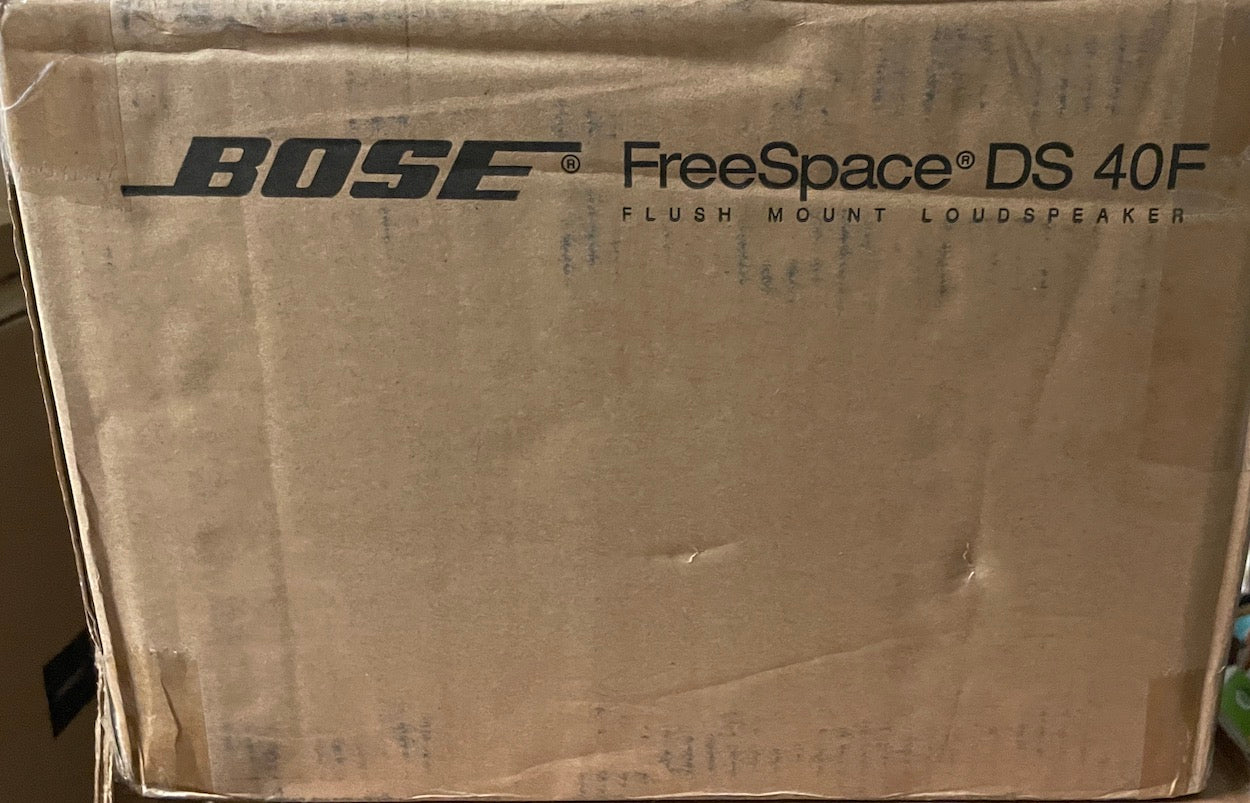 BOSE® FreeSpace® DS 40F
FLUSH MOUNT LOUDSPEAKER